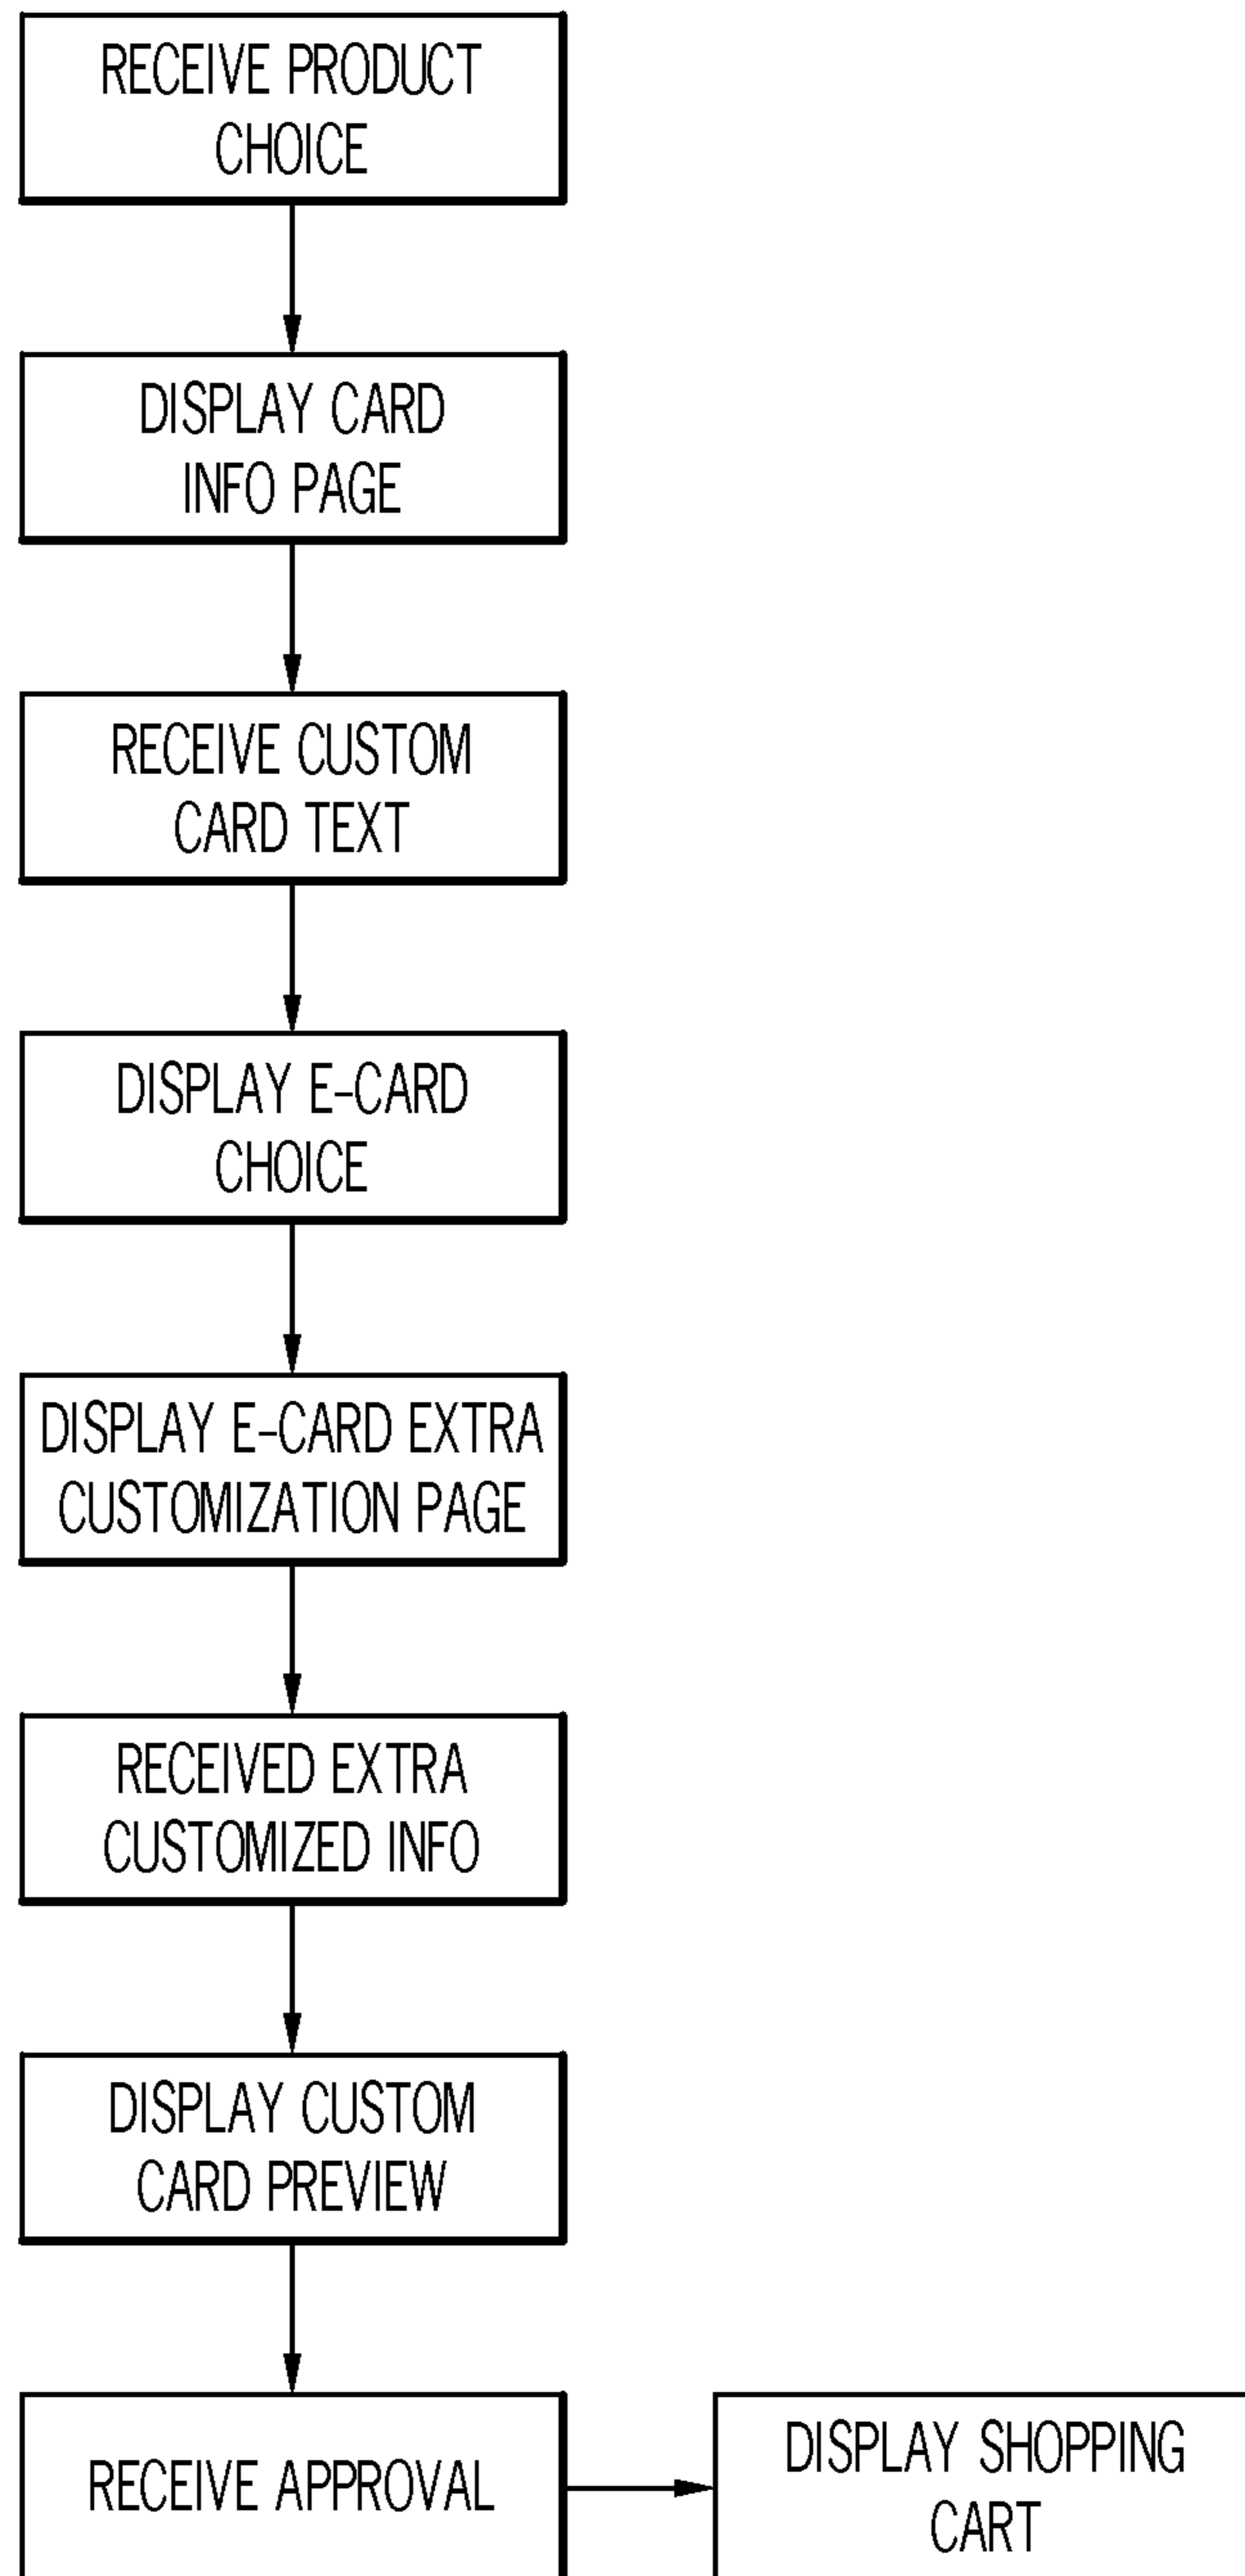 RECEIVE PRODUCT
CHOICE
DISPLAY CARD
INFO PAGE
RECEIVE CUSTOM
CARD TEXT
DISPLAY E-CARD
CHOICE
DISPLAY E-CARD EXTRA
CUSTOMIZATION PAGE
RECEIVED EXTRA
CUSTOMIZED INFO
DISPLAY CUSTOM
CARD PREVIEW
RECEIVE APPROVAL
DISPLAY SHOPPING
CART